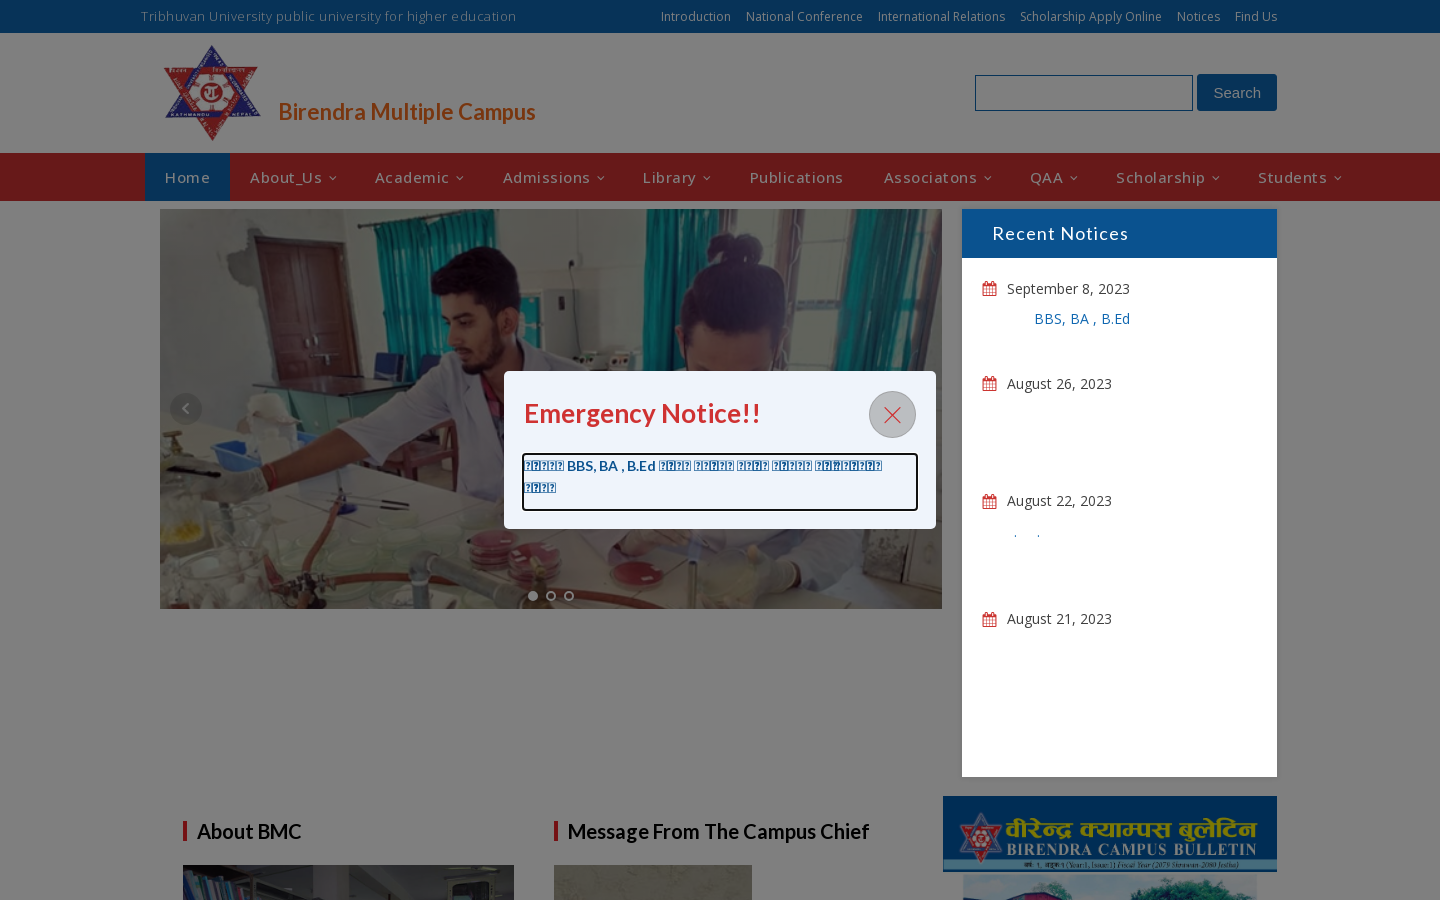 Tribhuvan University public university for higher education
Introduction National Conference International Relations Scholarship Apply Online Notices Find Us
KATHMANDU NEPAL
Birendra Multiple Campus
Search
Home About_Us Academic Admissions Library Publications Associatons QAA Scholarship Students
Recent Notices
September 8, 2023
BBS, BA , B.Ed
August 26, 2023
August 22, 2023
August 21, 2023
Emergency Notice!!
BBS, BA , B.Ed
About BMC
Message From The Campus Chief
वीरेन्द्र क्याम्पस बुलेटिन
BIRENDRA CAMPUS BULLETIN